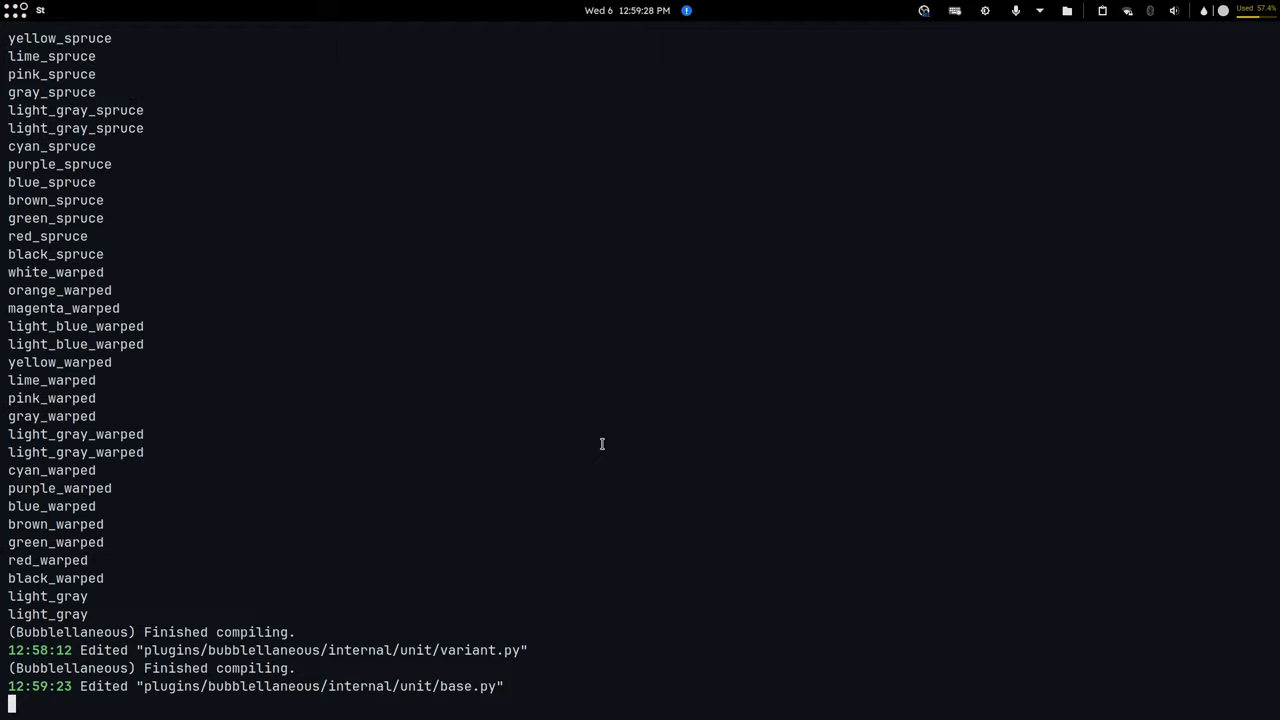 St
Wed 6 12:59:28 PM
Used 57.4%
yellow_spruce
lime_spruce
pink_spruce
gray_spruce
light_gray_spruce
light_gray_spruce
cyan_spruce
purple_spruce
blue_spruce
brown_spruce
green_spruce
red_spruce
black_spruce
white_warped
orange_warped
magenta_warped
light_blue_warped
light_blue_warped
yellow_warped
lime_warped
pink_warped
gray_warped
light_gray_warped
light_gray_warped
cyan_warped
purple_warped
blue_warped
brown_warped
green_warped
red_warped
black_warped
light_gray
light_gray
(Bubblellaneous) Finished compiling.
12:58:12 Edited "plugins/bubblellaneous/internal/unit/variant.py"
(Bubblellaneous) Finished compiling.
12:59:23 Edited "plugins/bubblellaneous/internal/unit/base.py"